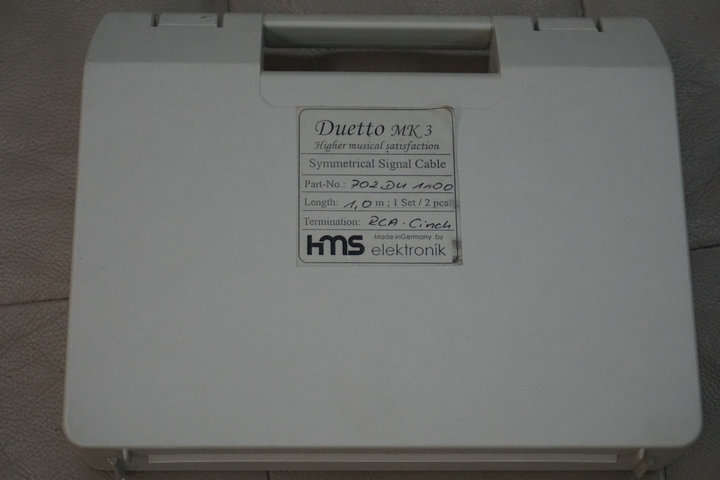 Duetto MK 3
Higher musical satisfaction
Symmetrical Signal Cable
Part-No.: 702 DU 1100
Length: 1,0 m ; 1 Set / 2 pcs.
Termination: RCA - Cinch
HMS Made in Germany by
elektronik